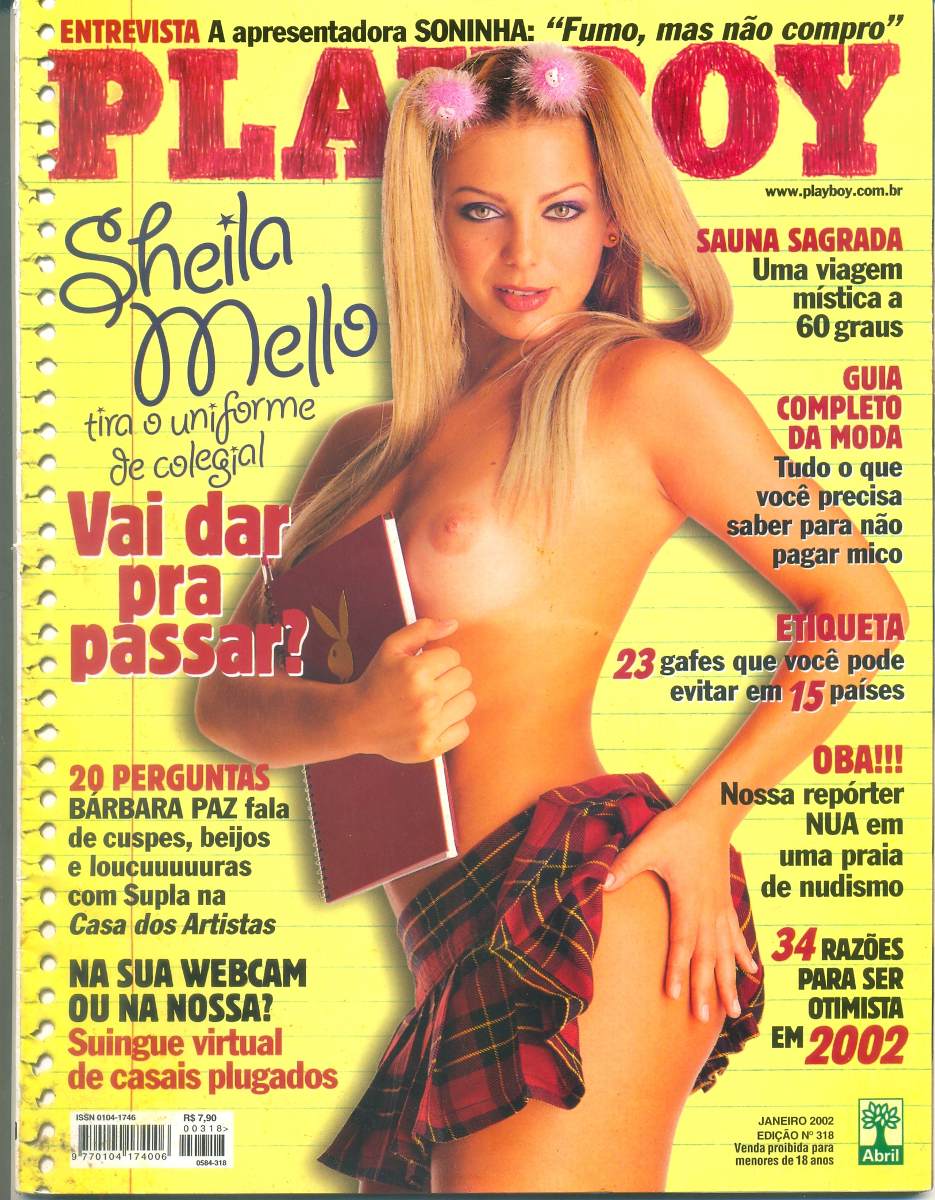 ENTREVISTA A apresentadora SONINHA: "Fumo, mas não compro"
PLAYBOY
www.playboy.com.br
Sheila
Mello
tira o uniforme
de colegial
Vai dar
pra
passar?
SAUNA SAGRADA
Uma viagem
mística a
60 graus
GUIA
COMPLETO
DA MODA
Tudo o que
você precisa
saber para não
pagar mico
ETIQUETA
23 gafes que você pode
evitar em 15 países
20 PERGUNTAS
BÁRBARA PAZ fala
de cuspes, beijos
e loucuuuuuras
com Supla na
Casa dos Artistas
OBA!!!
Nossa repórter
NUA em
uma praia
de nudismo
NA SUA WEBCAM
OU NA NOSSA?
Suingue virtual
de casais plugados
34 RAZÕES
PARA SER
OTIMISTA
EM 2002
ISSN 0104-1746
R$ 7,90
00318>
9 770104 174006
0584-318
JANEIRO 2002
EDIÇÃO Nº 318
Venda proibida para
menores de 18 anos
Abril